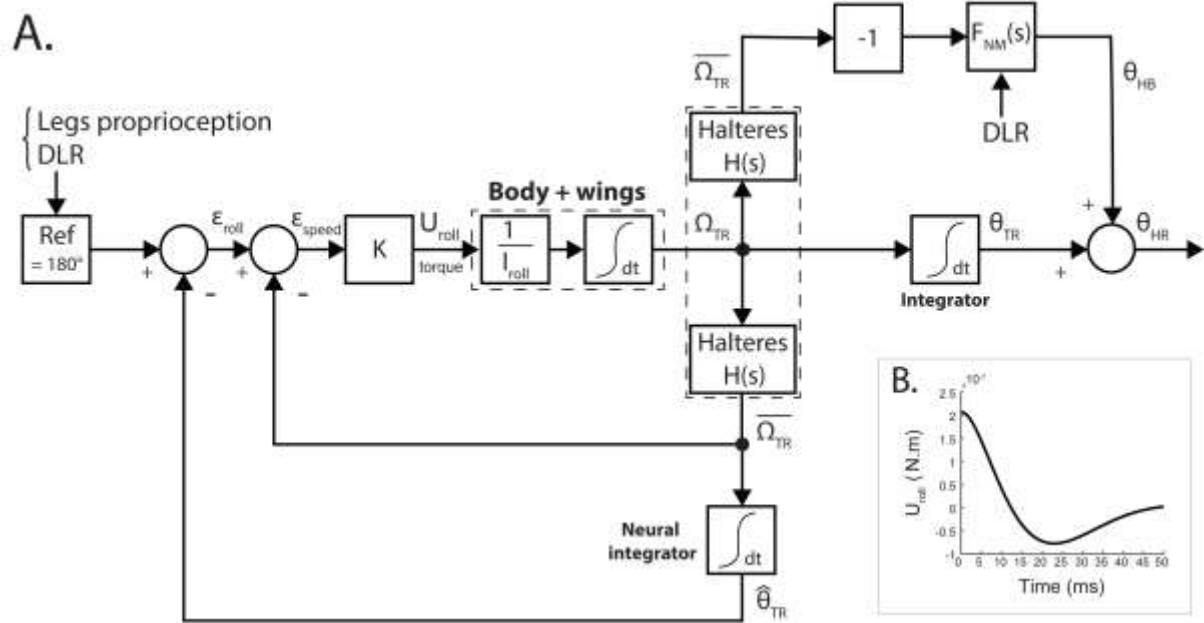 A.
-1
F_NM(s)
Ω̅_TR
θ_HB
Legs proprioception
DLR
Halteres
H(s)
DLR
Body + wings
Ref
= 180°
+
ε_roll
-
+
ε_speed
-
K
U_roll
torque
1
I_roll
∫dt
Ω_TR
∫dt
Integrator
θ_TR
+
+
θ_HR
Halteres
H(s)
Ω̅_TR
Neural
integrator
∫dt
θ̂_TR
B.
2.5
2
1.5
1
0.5
0
-0.5
-1
U_roll (N.m)
0 5 10 15 20 25 30 35 40 45 50
Time (ms)